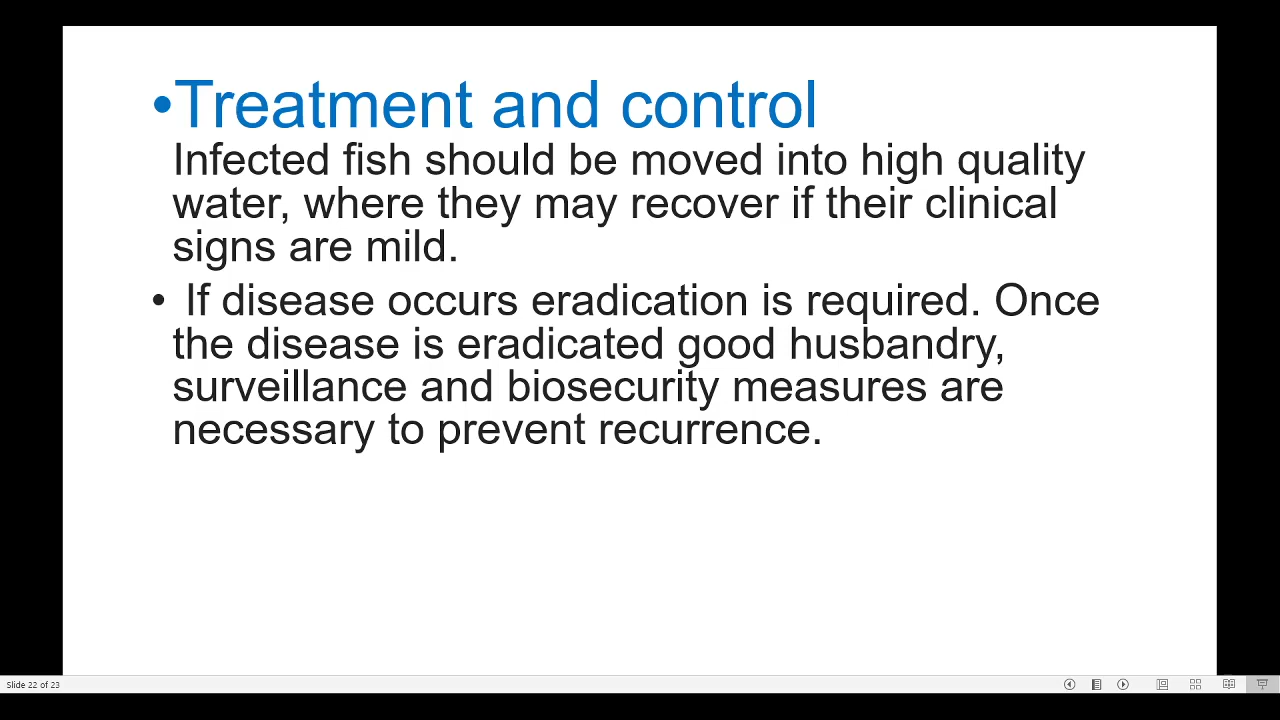 •Treatment and control
Infected fish should be moved into high quality
water, where they may recover if their clinical
signs are mild.
• If disease occurs eradication is required. Once
the disease is eradicated good husbandry,
surveillance and biosecurity measures are
necessary to prevent recurrence.
Slide 22 of 23